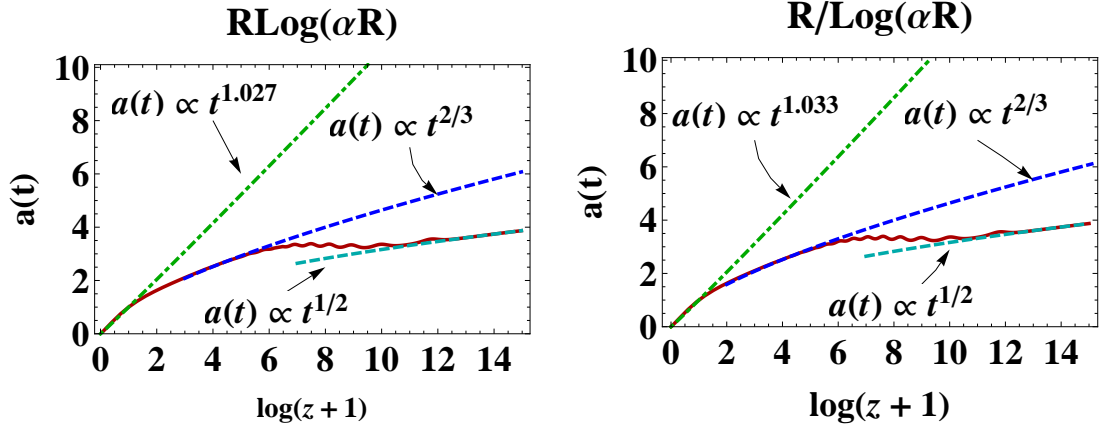 RLog(αR)
10
8
6
4
2
0
a(t)
a(t) ∝ t^1.027
a(t) ∝ t^2/3
a(t) ∝ t^1/2
0 2 4 6 8 10 12 14
log(z + 1)
R/Log(αR)
10
8
6
4
2
0
a(t)
a(t) ∝ t^1.033
a(t) ∝ t^2/3
a(t) ∝ t^1/2
0 2 4 6 8 10 12 14
log(z + 1)